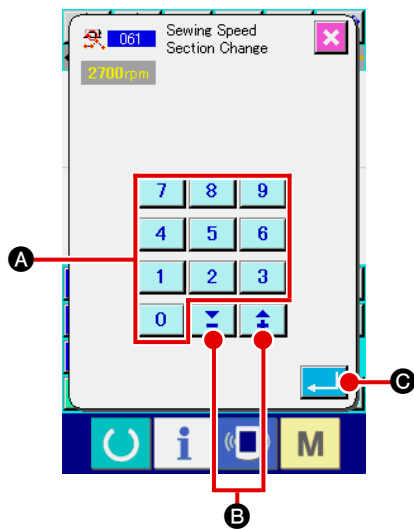 061 Sewing Speed
Section Change
2700rpm
7 8 9
4 5 6
A
1 2 3
0
C
i M
B